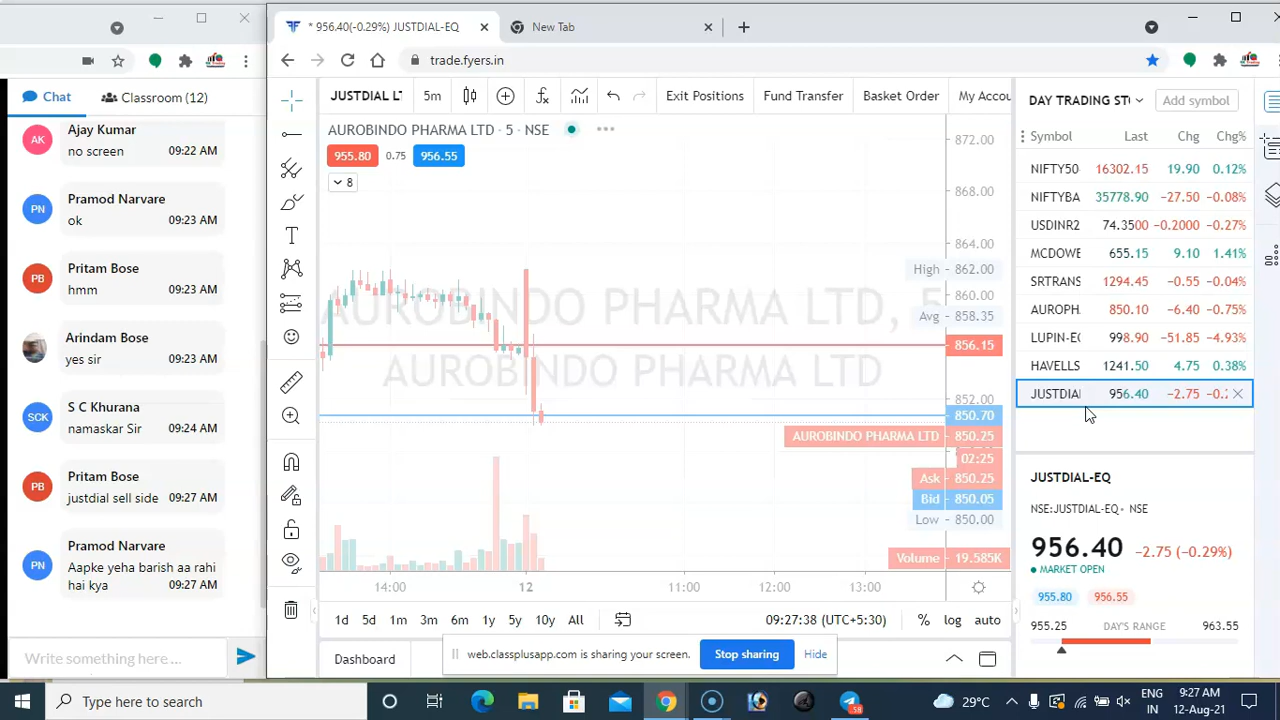 * 956.40(-0.29%) JUSTDIAL-EQ
New Tab
trade.fyers.in
Chat
Classroom (12)
Ajay Kumar
AK
no screen
09:22 AM
Pramod Narvare
PN
ok
09:23 AM
Pritam Bose
PB
hmm
09:23 AM
Arindam Bose
yes sir
09:23 AM
S C Khurana
SCK
namaskar Sir
09:24 AM
Pritam Bose
PB
justdial sell side
09:27 AM
Pramod Narvare
PN
Aapke yeha barish aa rahi
hai kya
09:27 AM
Write something here ...
JUSTDIAL LT
5m
Exit Positions
Fund Transfer
Basket Order
My Accou
AUROBINDO PHARMA LTD · 5 · NSE
955.80 0.75 956.55
8
AUROBINDO PHARMA LTD, 5
AUROBINDO PHARMA LTD
872.00
868.00
864.00
High - 862.00
860.00
Avg - 858.35
856.15
852.00
850.70
AUROBINDO PHARMA LTD 850.25
02:25
Ask - 850.25
Bid - 850.05
Low - 850.00
Volume - 19.585K
14:00 12 11:00 12:00 13:00
1d 5d 1m 3m 6m 1y 5y 10y All
09:27:38 (UTC+5:30)
% log auto
web.classplusapp.com is sharing your screen.
Stop sharing
Hide
Dashboard
DAY TRADING ST
Add symbol
Symbol Last Chg Chg%
NIFTY50 16302.15 19.90 0.12%
NIFTYBA 35778.90 -27.50 -0.08%
USDINR2 74.3500 -0.2000 -0.27%
MCDOWE 655.15 9.10 1.41%
SRTRANS 1294.45 -0.55 -0.04%
AUROPH 850.10 -6.40 -0.75%
LUPIN-EQ 998.90 -51.85 -4.93%
HAVELLS 1241.50 4.75 0.38%
JUSTDIAL 956.40 -2.75 -0.2
JUSTDIAL-EQ
NSE:JUSTDIAL-EQ • NSE
956.40 -2.75 (-0.29%)
MARKET OPEN
955.80 956.55
955.25 DAY'S RANGE 963.55
Type here to search
58
29°C
ENG
IN
9:27 AM
12-Aug-21